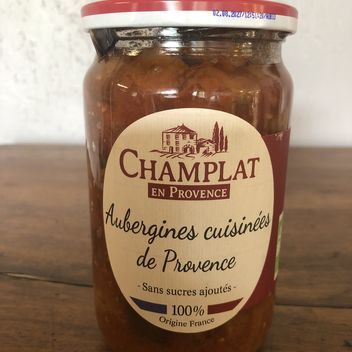 CHAMPLAT
EN PROVENCE
Aubergines cuisinées
de Provence
- Sans sucres ajoutés -
100%
Origine France